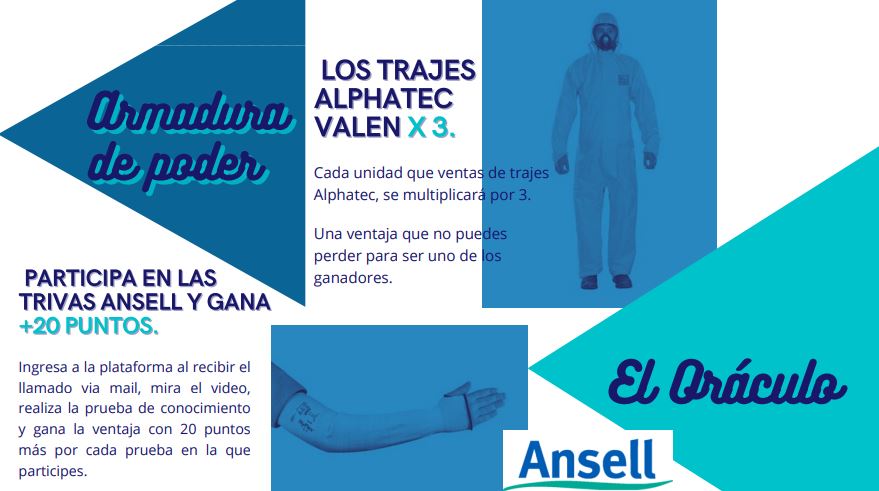 Armadura
de poder
LOS TRAJES
ALPHATEC
VALEN X 3.
Cada unidad que ventas de trajes
Alphatec, se multiplicará por 3.
Una ventaja que no puedes
perder para ser uno de los
ganadores.
PARTICIPA EN LAS
TRIVAS ANSELL Y GANA
+20 PUNTOS.
Ingresa a la plataforma al recibir el
llamado via mail, mira el video,
realiza la prueba de conocimiento
y gana la ventaja con 20 puntos
más por cada prueba en la que
participes.
El Oráculo
Ansell